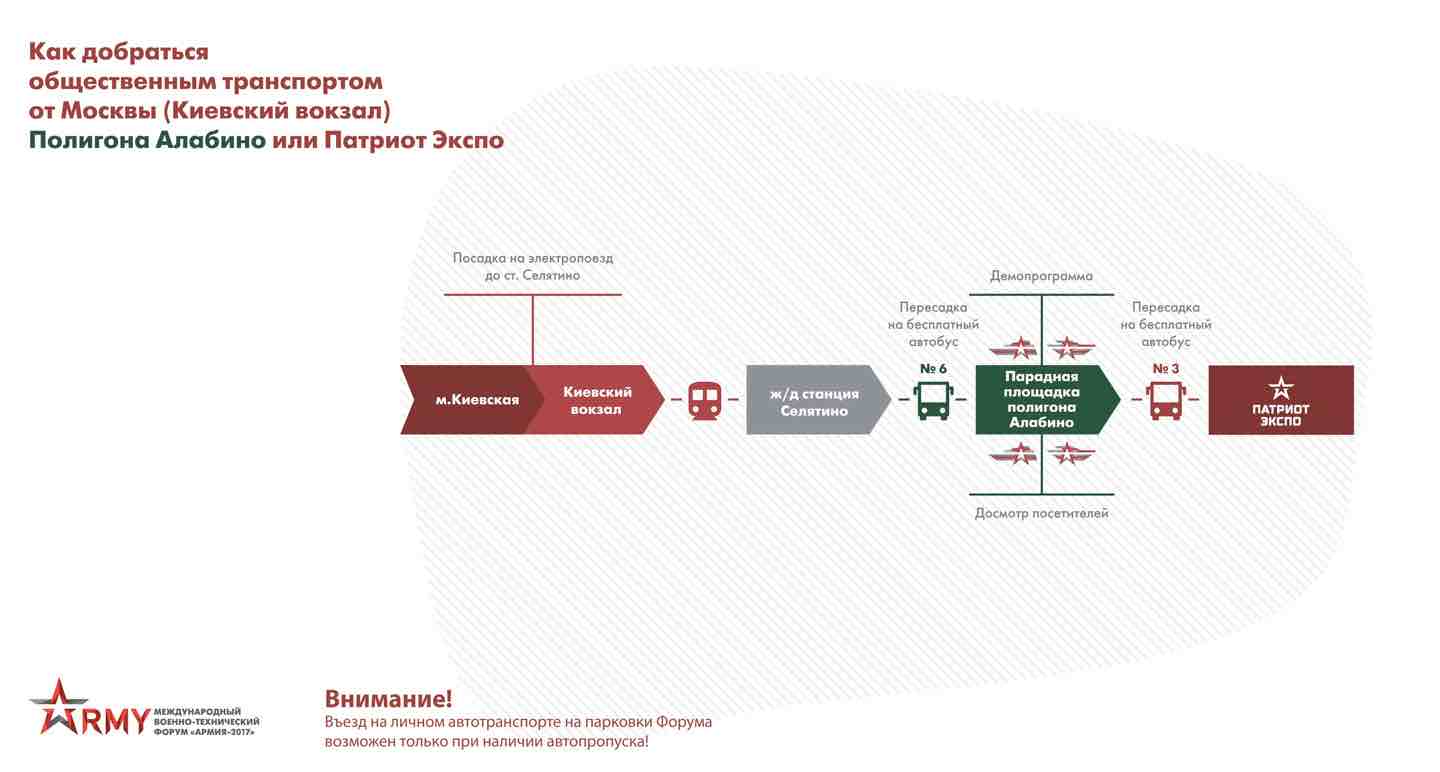 Как добраться
общественным транспортом
от Москвы (Киевский вокзал)
Полигона Алабино или Патриот Экспо
Посадка на электропоезд
до ст. Селятино
м.Киевская
Киевский
вокзал
ж/д станция
Селятино
Пересадка
на бесплатный
автобус
№ 6
Демопрограмма
Парадная
площадка
полигона
Алабино
Досмотр посетителей
Пересадка
на бесплатный
автобус
№ 3
ПАТРИОТ
ЭКСПО
ARMY
МЕЖДУНАРОДНЫЙ
ВОЕННО-ТЕХНИЧЕСКИЙ
ФОРУМ «АРМИЯ-2017»
Внимание!
Въезд на личном автотранспорте на парковки Форума
возможен только при наличии автопропуска!